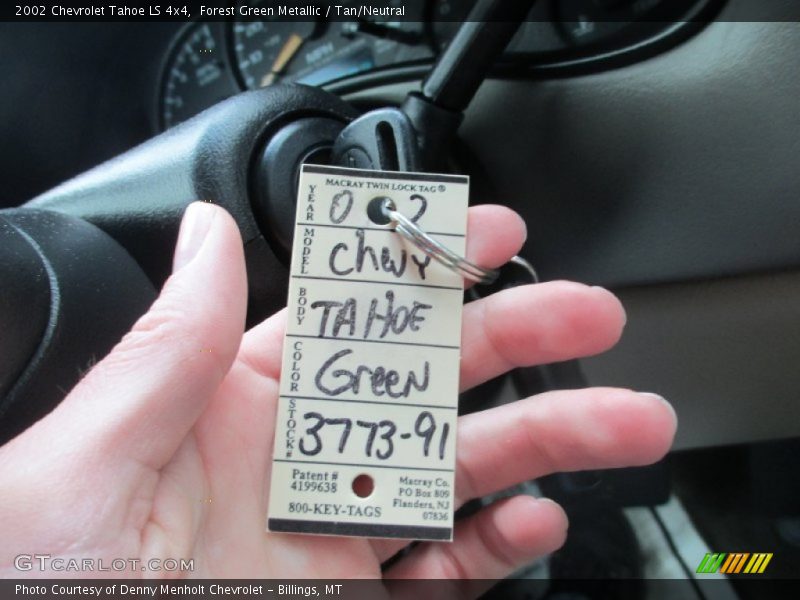 2002 Chevrolet Tahoe LS 4x4, Forest Green Metallic / Tan/Neutral
MACRAY TWIN LOCK TAG®
YEAR 0 2
MODEL Chwy
BODY TAHOE
COLOR Green
STOCK# 3773-91
Patent #
4199638
800-KEY-TAGS
Macray Co.
PO Box 809
Flanders, NJ
07836
GTCARLOT.COM
Photo Courtesy of Denny Menholt Chevrolet - Billings, MT